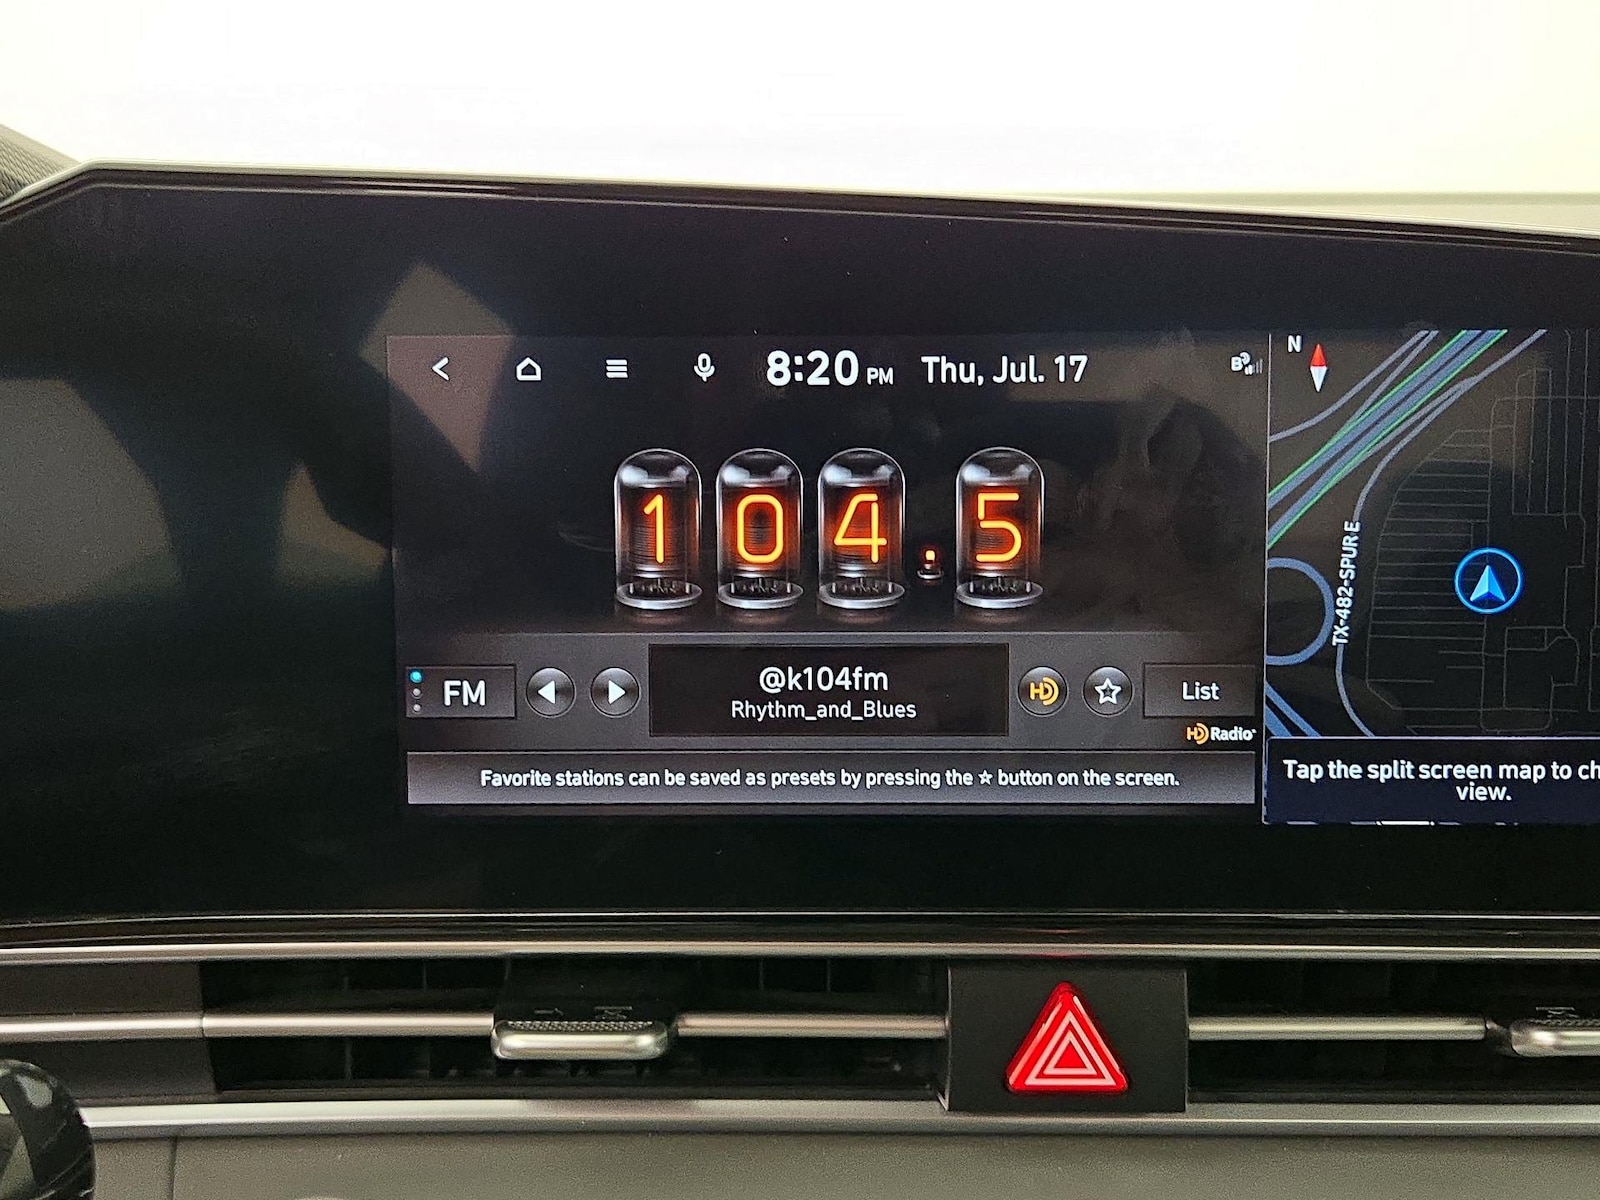 8:20 PM Thu, Jul. 17
N
104.5
TX-482-SPUR E
FM
@k104fm
Rhythm_and_Blues
HD
List
HD Radio
Favorite stations can be saved as presets by pressing the ☆ button on the screen.
Tap the split screen map to ch
view.